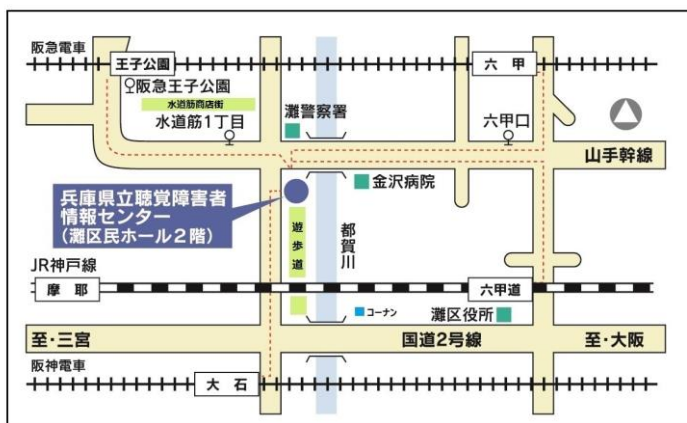 阪急電車
王子公園
六甲
阪急王子公園
水道筋商店街
水道筋1丁目
灘警察署
六甲口
山手幹線
兵庫県立聴覚障害者
情報センター
(灘区民ホール2階)
金沢病院
遊歩道
都賀川
JR神戸線
摩耶
六甲道
コーナン
灘区役所
至・三宮
国道2号線
至・大阪
阪神電車
大石